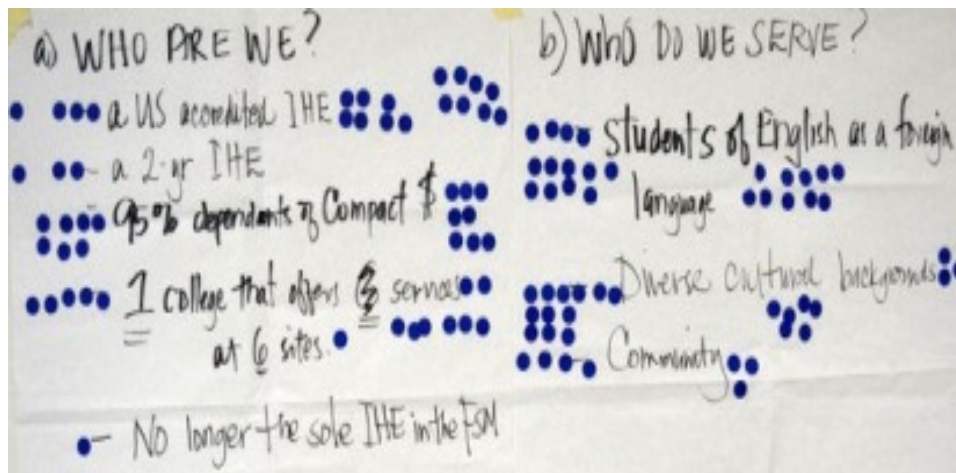 a) WHO ARE WE?
a US accredited IHE
- a 2-yr IHE
- 95% dependants of Compact $
- 1 college that offers 3 services
at 6 sites.
- No longer the sole IHE in the FSM
b) WHO DO WE SERVE?
- students of English as a foreign
language
- Diverse cultural backgrounds
- Community